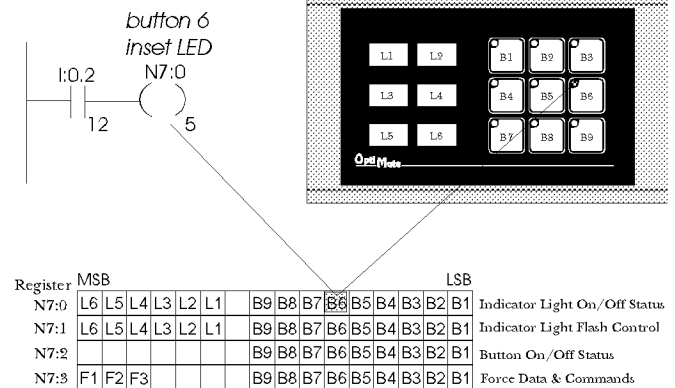 button 6
inset LED
I:0.2 N7:0
12 5
L1 L2 B1 B2 B3
L3 L4 B4 B5 B6
L5 L6 B7 B8 B9
Opti Mate
Register MSB LSB
N7:0 L6 L5 L4 L3 L2 L1 B9 B8 B7 B6 B5 B4 B3 B2 B1 Indicator Light On/Off Status
N7:1 L6 L5 L4 L3 L2 L1 B9 B8 B7 B6 B5 B4 B3 B2 B1 Indicator Light Flash Control
N7:2 B9 B8 B7 B6 B5 B4 B3 B2 B1 Button On/Off Status
N7:3 F1 F2 F3 B9 B8 B7 B6 B5 B4 B3 B2 B1 Force Data & Commands